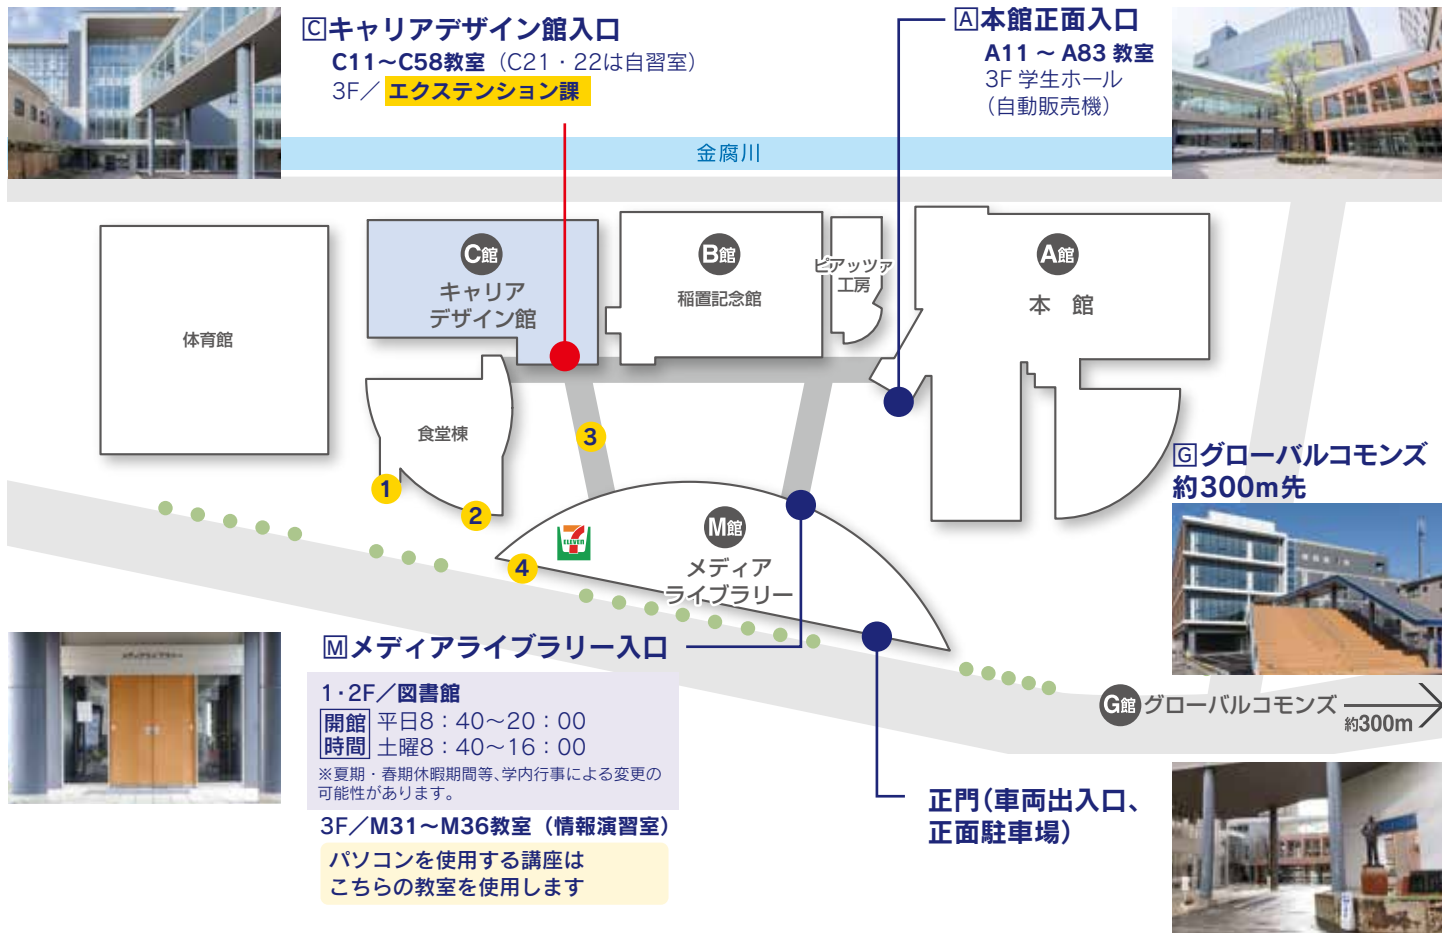 Cキャリアデザイン館入口
C11～C58教室（C21・22は自習室）
3F／エクステンション課
A本館正面入口
A11～A83 教室
3F 学生ホール
（自動販売機）
金腐川
体育館
C館
キャリア
デザイン館
B館
稲置記念館
ピアッツァ
工房
A館
本 館
食堂棟
1
2
3
4
7
ELEVEN
M館
メディア
ライブラリー
Gグローバルコモンズ
約300m先
G館 グローバルコモンズ
約300m
メディアライブラリー
Mメディアライブラリー入口
1・2F／図書館
開館時間
平日8：40～20：00
土曜8：40～16：00
※夏期・春期休暇期間等、学内行事による変更の
可能性があります。
3F／M31～M36教室（情報演習室）
パソコンを使用する講座は
こちらの教室を使用します
正門（車両出入口、
正面駐車場）